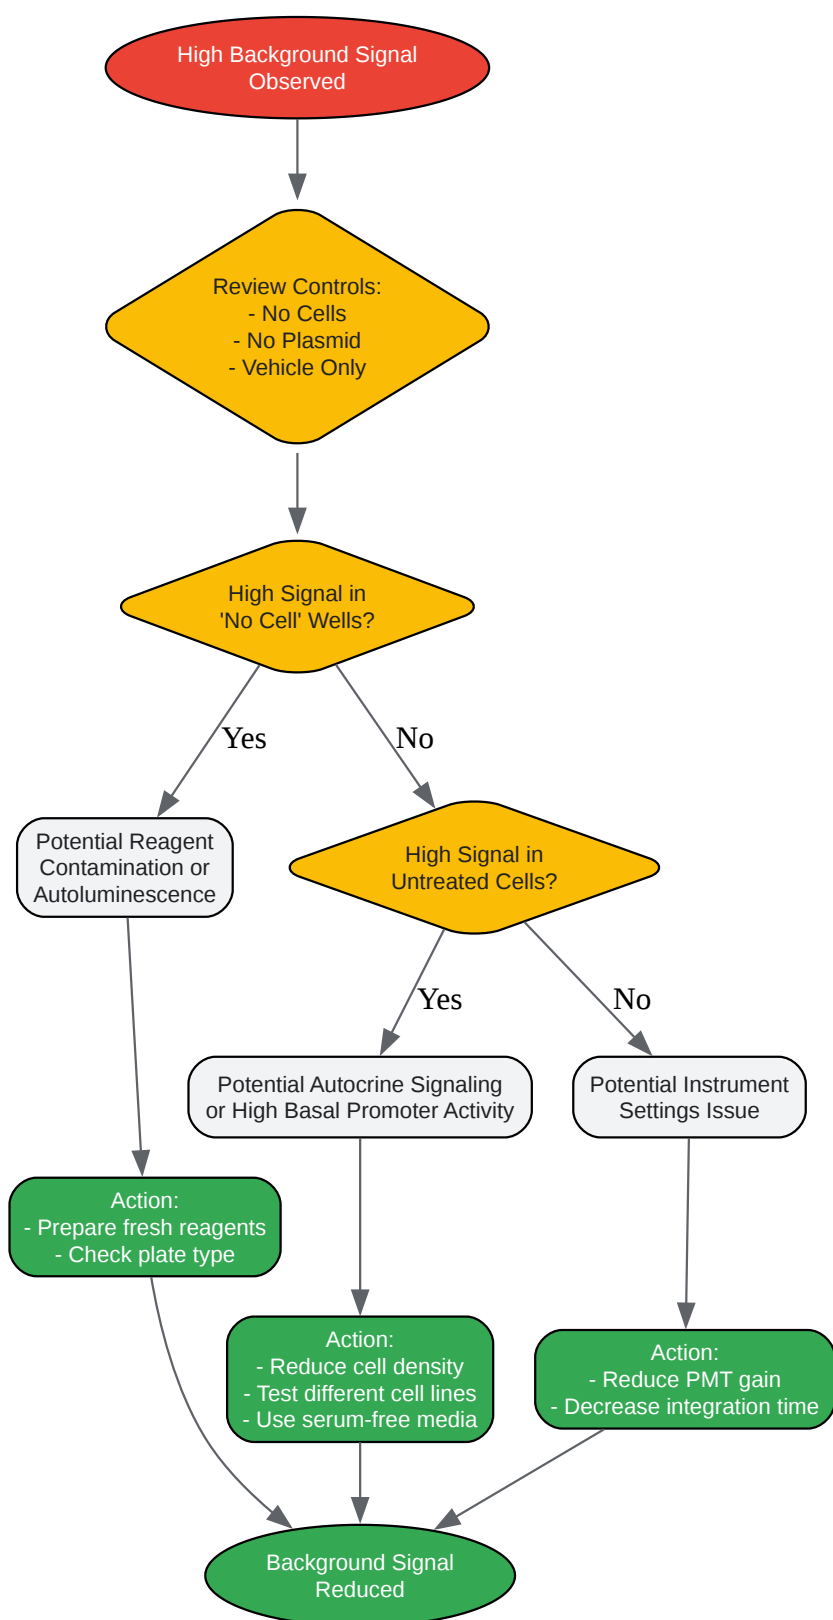 High Background Signal
Observed
Review Controls:
- No Cells
- No Plasmid
- Vehicle Only
High Signal in
'No Cell' Wells?
Yes
No
Potential Reagent
Contamination or
Autoluminescence
High Signal in
Untreated Cells?
Yes
No
Potential Autocrine Signaling
or High Basal Promoter Activity
Potential Instrument
Settings Issue
Action:
- Prepare fresh reagents
- Check plate type
Action:
- Reduce cell density
- Test different cell lines
- Use serum-free media
Action:
- Reduce PMT gain
- Decrease integration time
Background Signal
Reduced